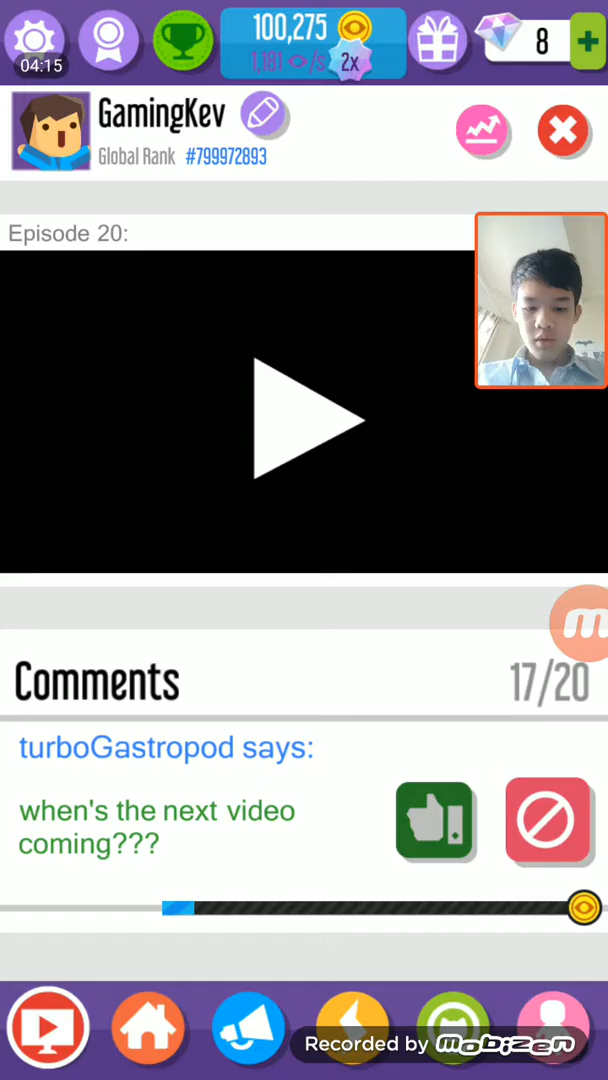 100,275
1,181 /s
2x
8
04:15
GamingKev
Global Rank #799972893
Episode 20:
m
Comments
17/20
turboGastropod says:
when's the next video
coming???
Recorded by mobizen